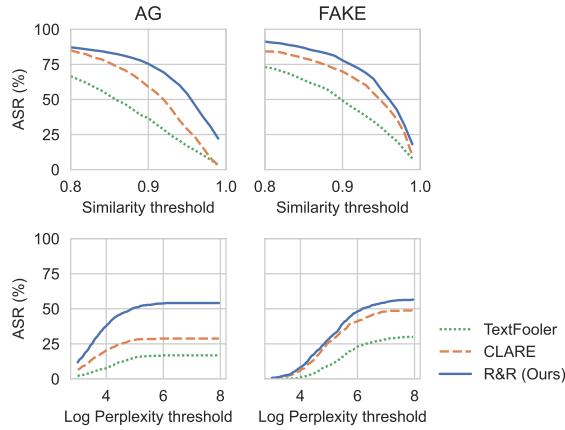 AG
FAKE
ASR (%)
100
75
50
25
0
0.8
0.9
1.0
Similarity threshold
0.8
0.9
1.0
Similarity threshold
ASR (%)
100
75
50
25
0
4
6
8
Log Perplexity threshold
4
6
8
Log Perplexity threshold
TextFooler
CLARE
R&R (Ours)